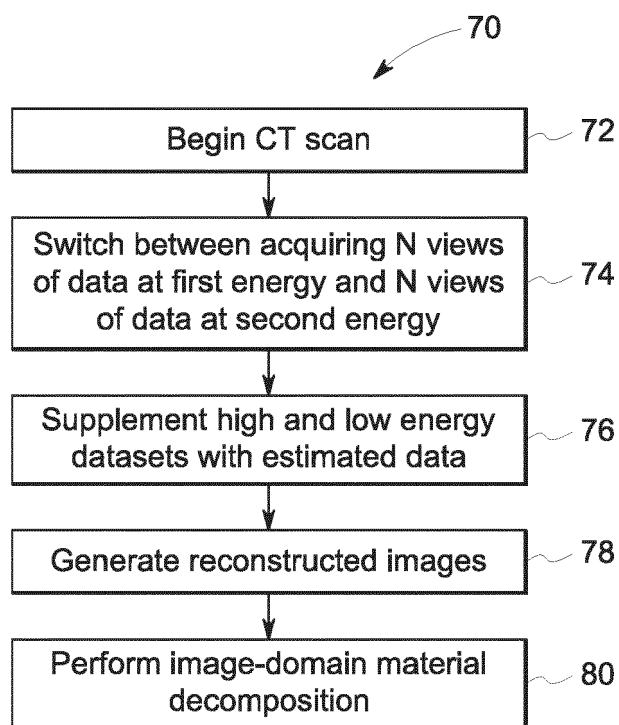 70
Begin CT scan
72
Switch between acquiring N views
of data at first energy and N views
of data at second energy
74
Supplement high and low energy
datasets with estimated data
76
Generate reconstructed images
78
Perform image-domain material
decomposition
80